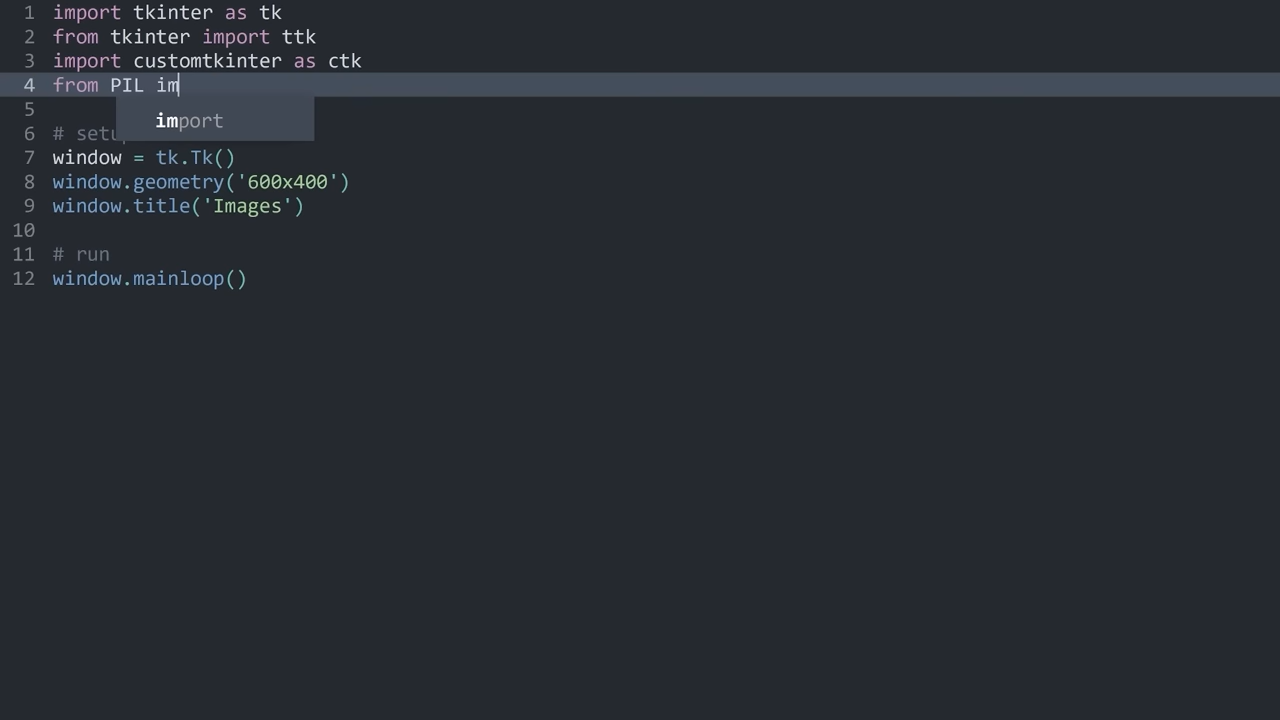 1 import tkinter as tk
2 from tkinter import ttk
3 import customtkinter as ctk
4 from PIL im
5
import
6 # setu
7 window = tk.Tk()
8 window.geometry('600x400')
9 window.title('Images')
10
11 # run
12 window.mainloop()